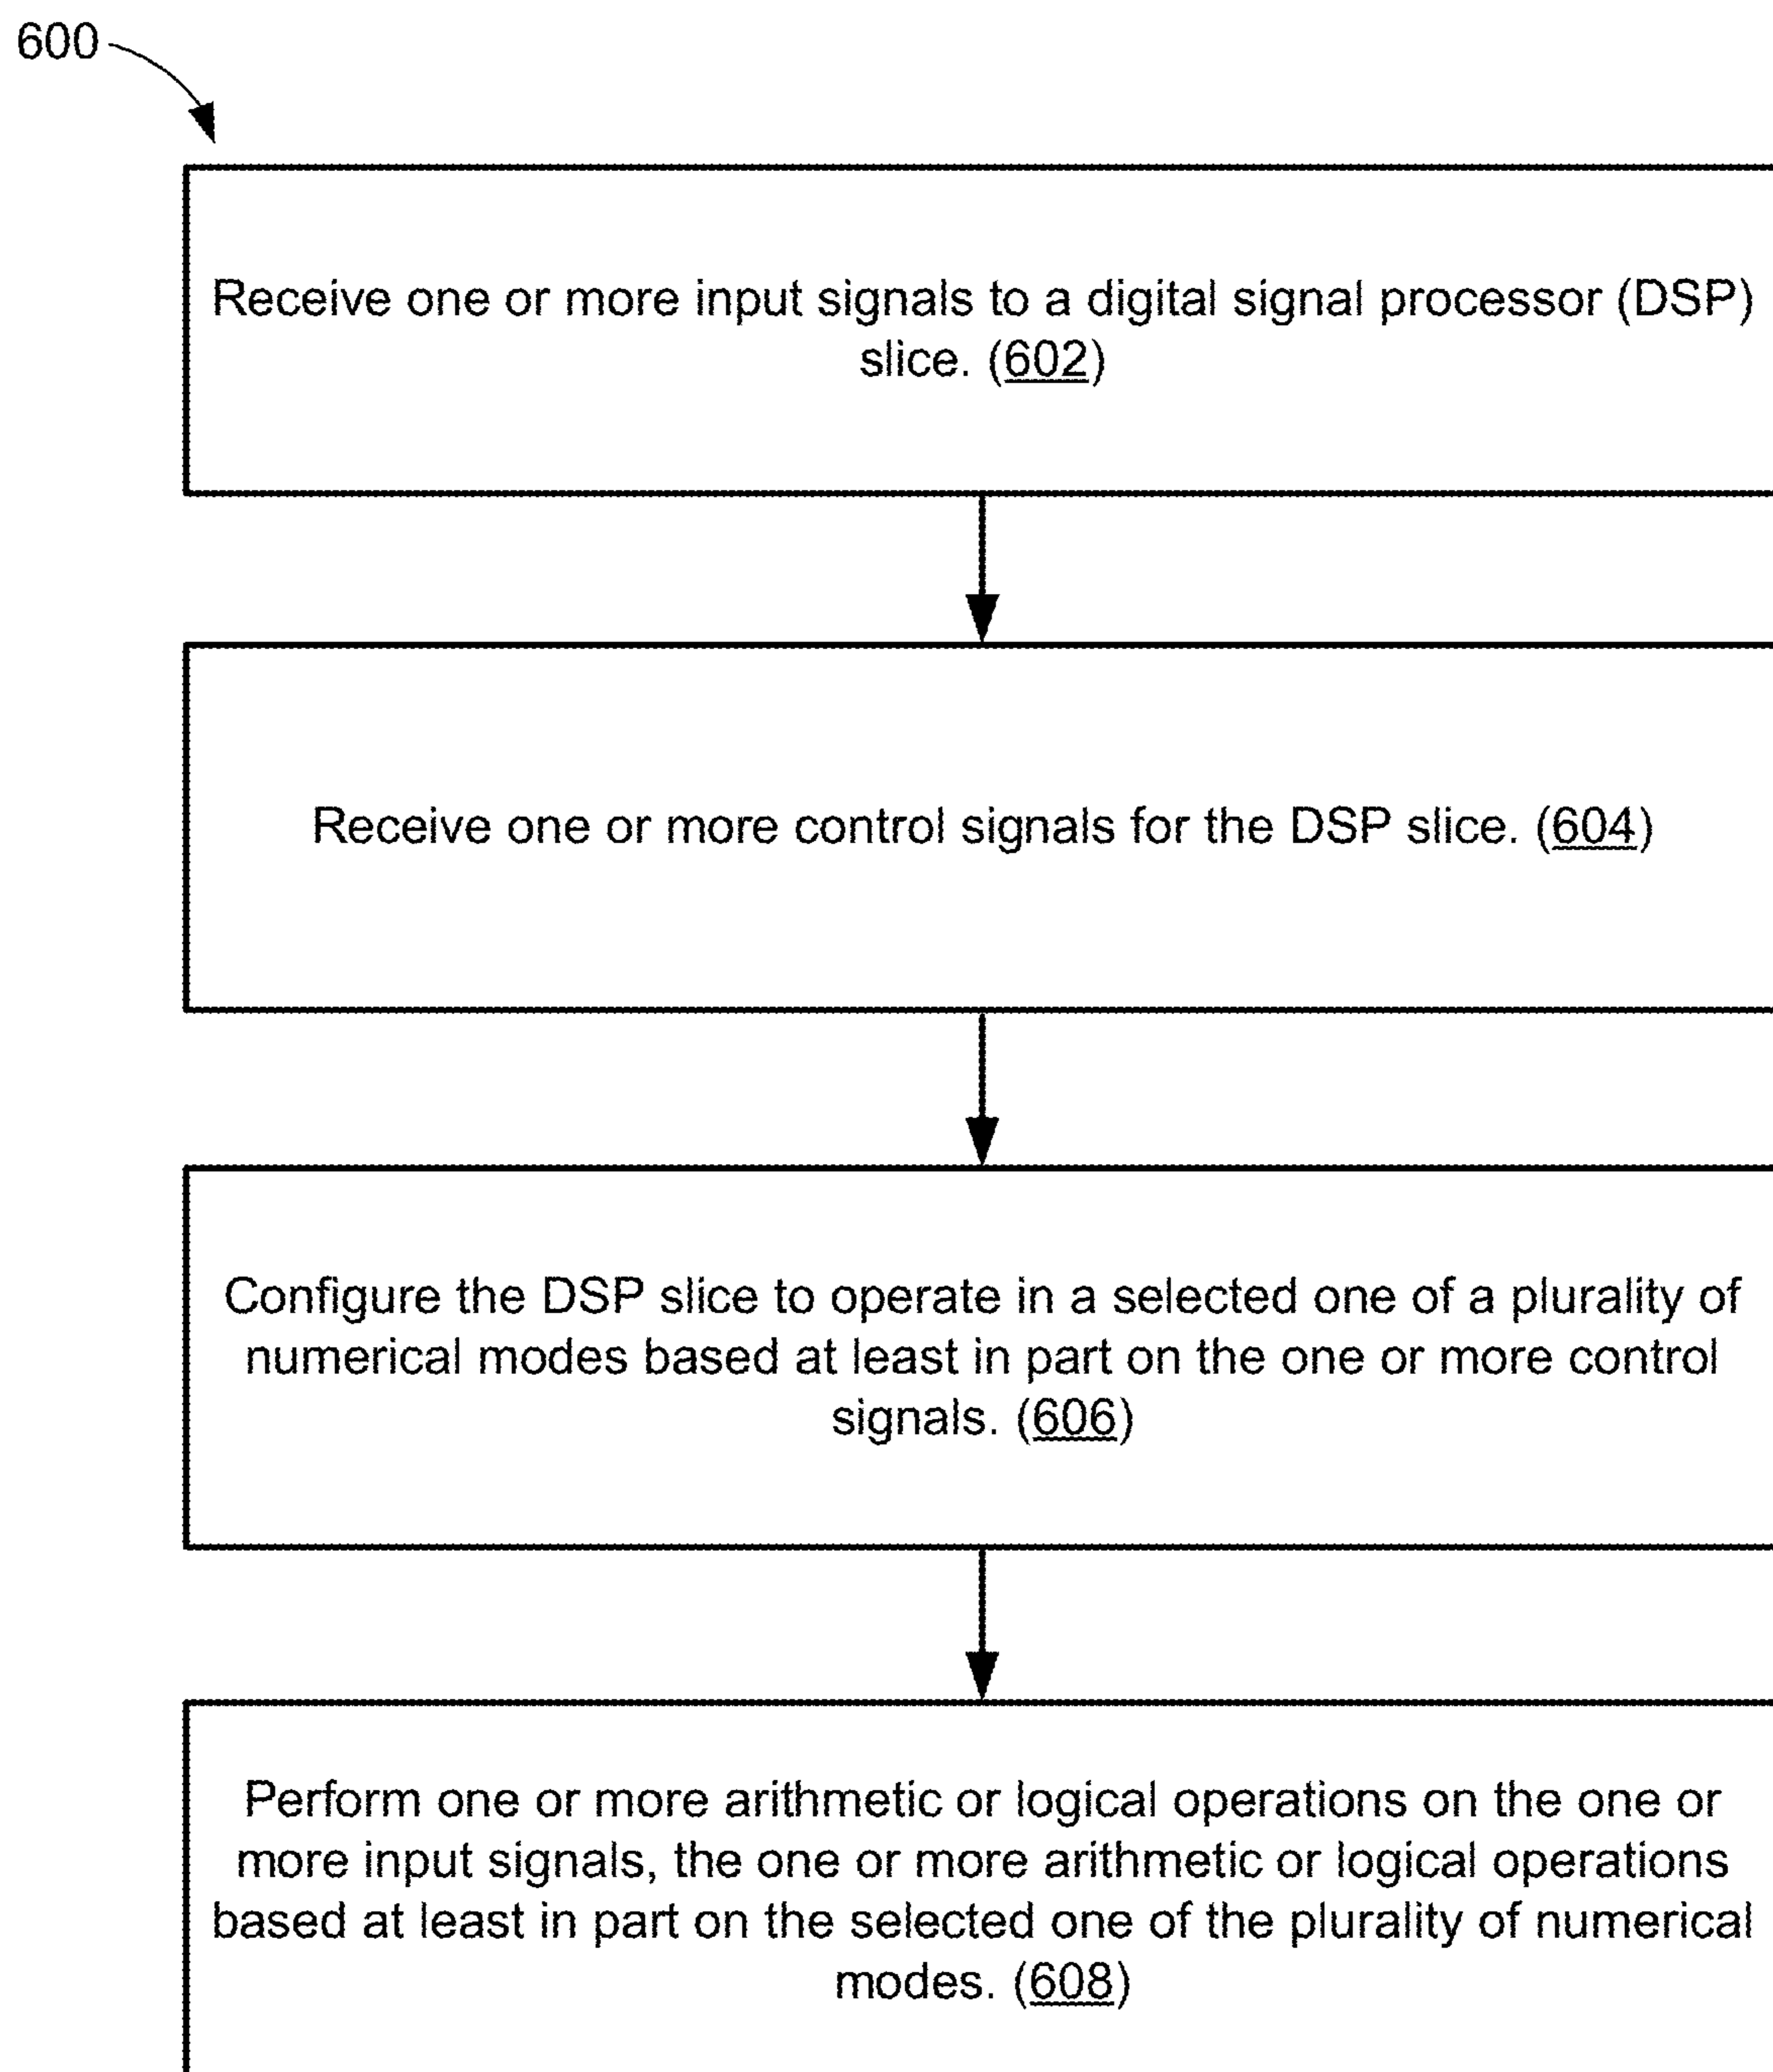 600
Receive one or more input signals to a digital signal processor (DSP)
slice. (602)
Receive one or more control signals for the DSP slice. (604)
Configure the DSP slice to operate in a selected one of a plurality of
numerical modes based at least in part on the one or more control
signals. (606)
Perform one or more arithmetic or logical operations on the one or
more input signals, the one or more arithmetic or logical operations
based at least in part on the selected one of the plurality of numerical
modes. (608)